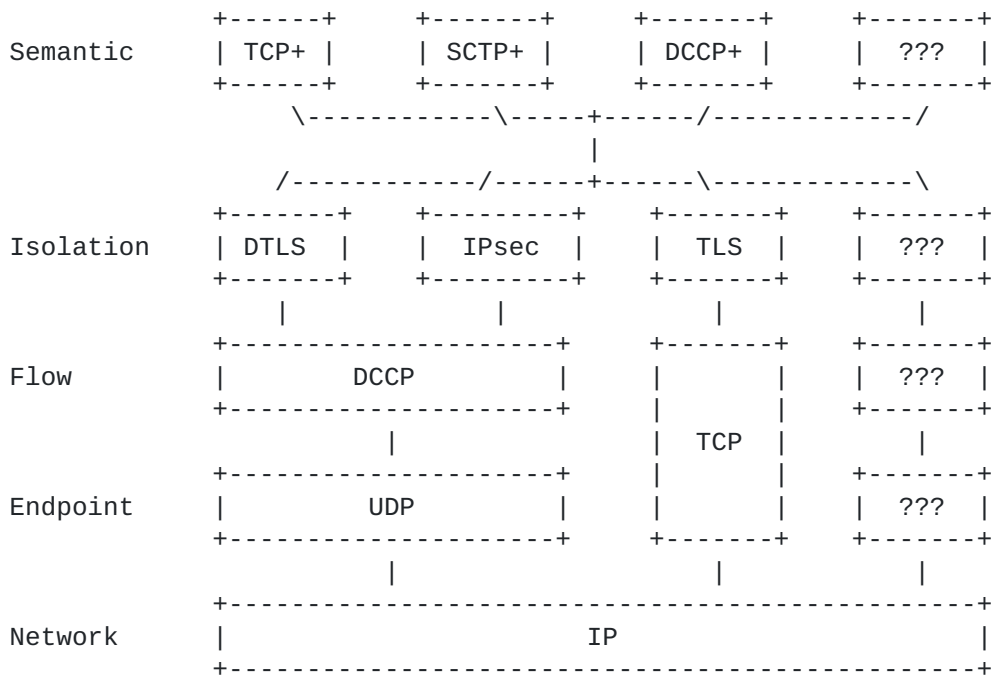 Semantic TCP+ SCTP+ DCCP+ ???
Isolation DTLS IPsec TLS ???
Flow DCCP ???
TCP
Endpoint UDP ???
Network IP